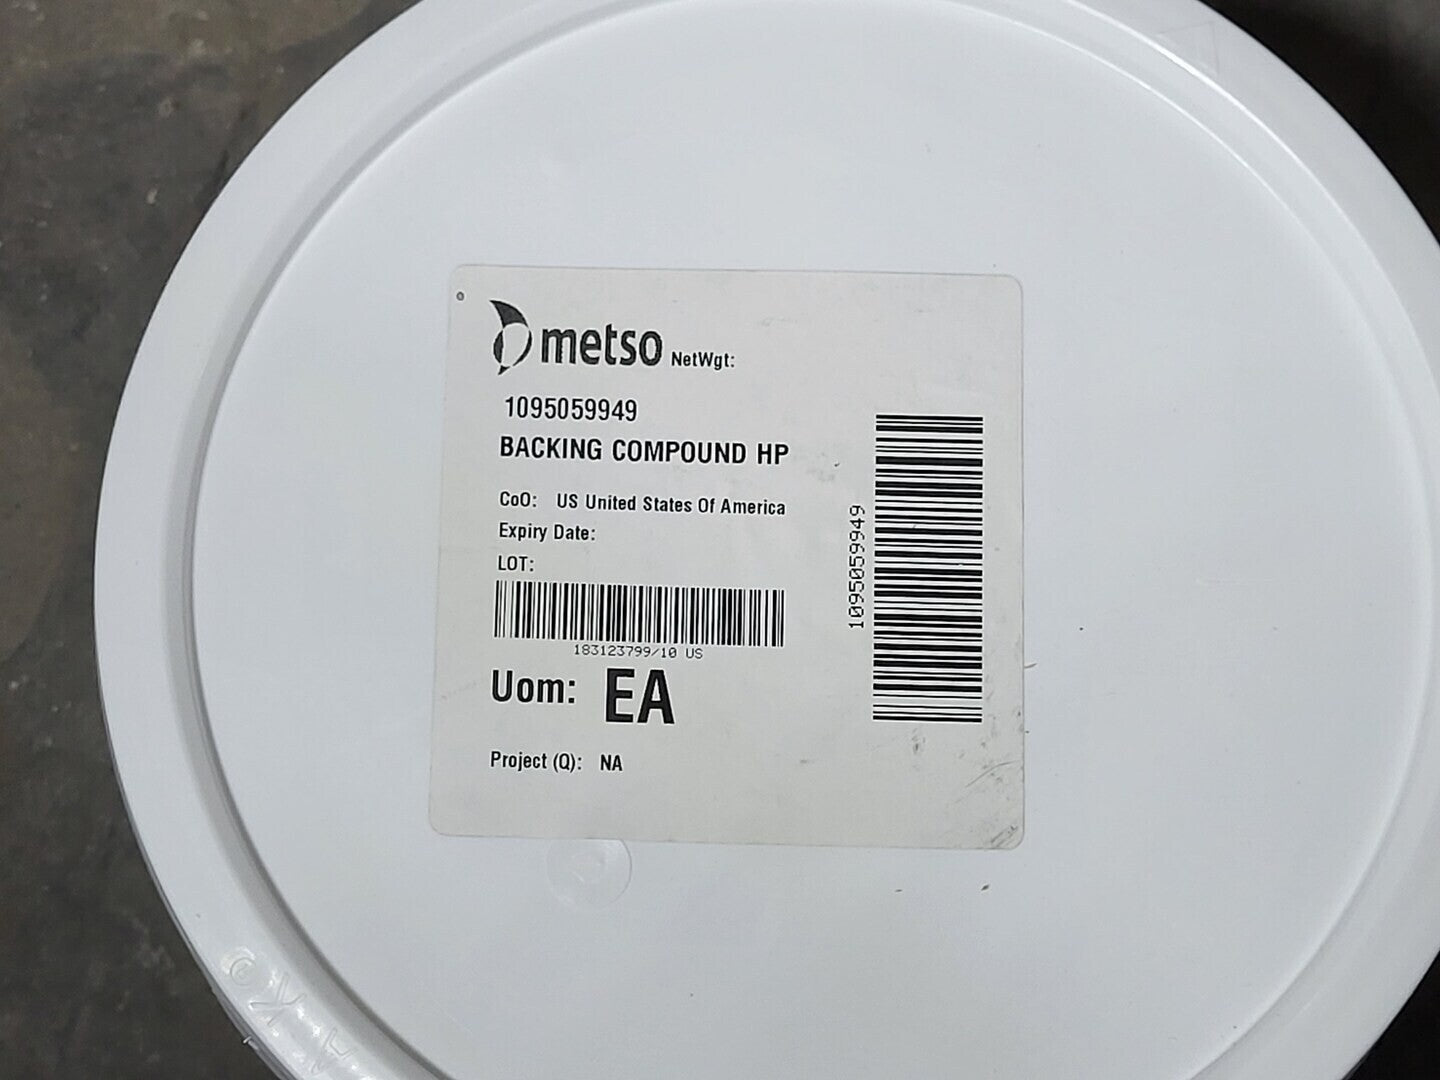 metso NetWgt:
1095059949
BACKING COMPOUND HP
CoO: US United States Of America
Expiry Date:
LOT:
183123799/10 US
Uom: EA
Project (Q): NA
1095059949